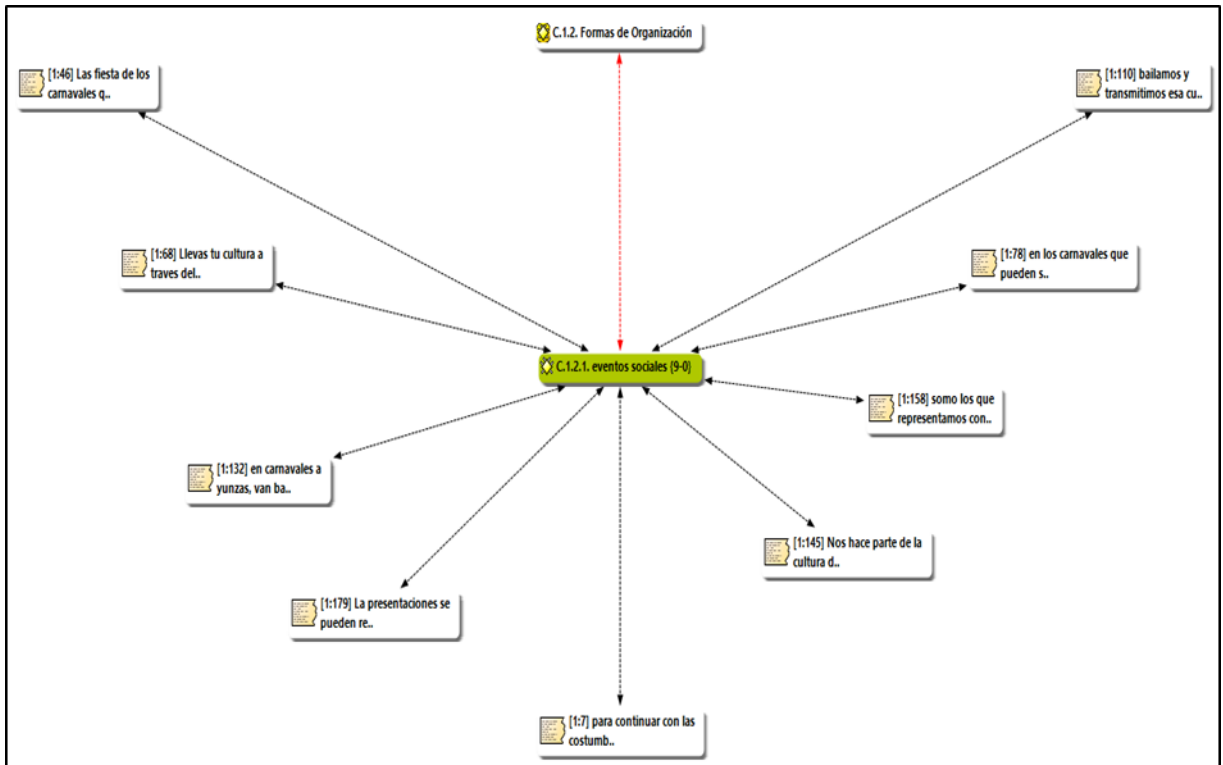 C.1.2. Formas de Organización
[1:46] Las fiesta de los
carnavales q..
[1:110] bailamos y
transmitimos esa cu..
[1:68] Llevas tu cultura a
traves del..
[1:78] en los carnavales que
pueden s..
C.1.2.1. eventos sociales {9-0}
[1:158] somo los que
representamos con..
[1:132] en carnavales a
yunzas, van ba..
[1:145] Nos hace parte de la
cultura d..
[1:179] La presentaciones se
pueden re..
[1:7] para continuar con las
costumb..